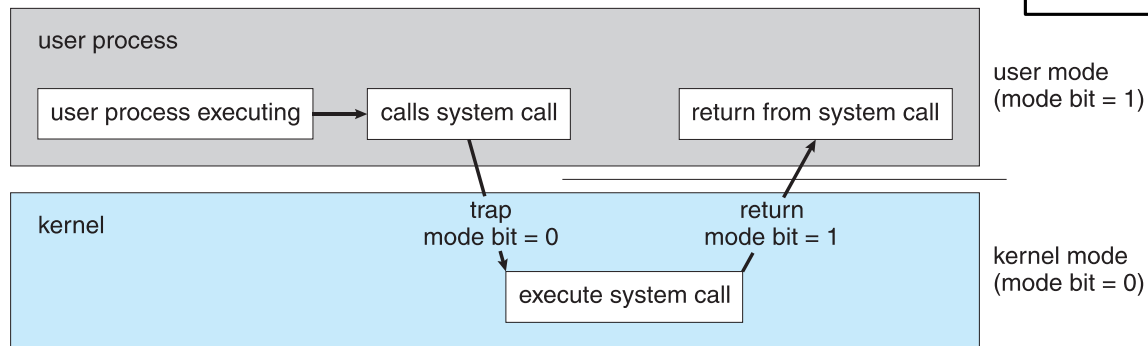 user process
user process executing
calls system call
return from system call
user mode
(mode bit = 1)
kernel
trap
mode bit = 0
return
mode bit = 1
execute system call
kernel mode
(mode bit = 0)